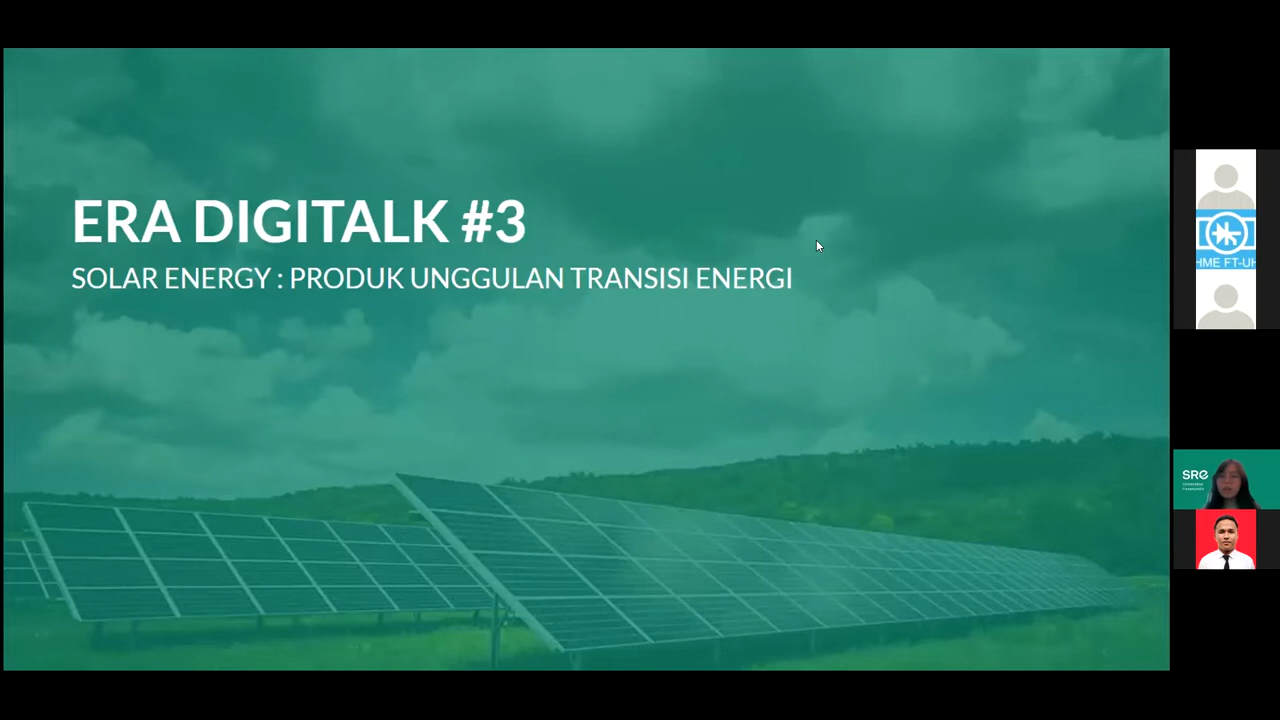 ERA DIGITALK #3
SOLAR ENERGY : PRODUK UNGGULAN TRANSISI ENERGI
HME FT-UH
SRE